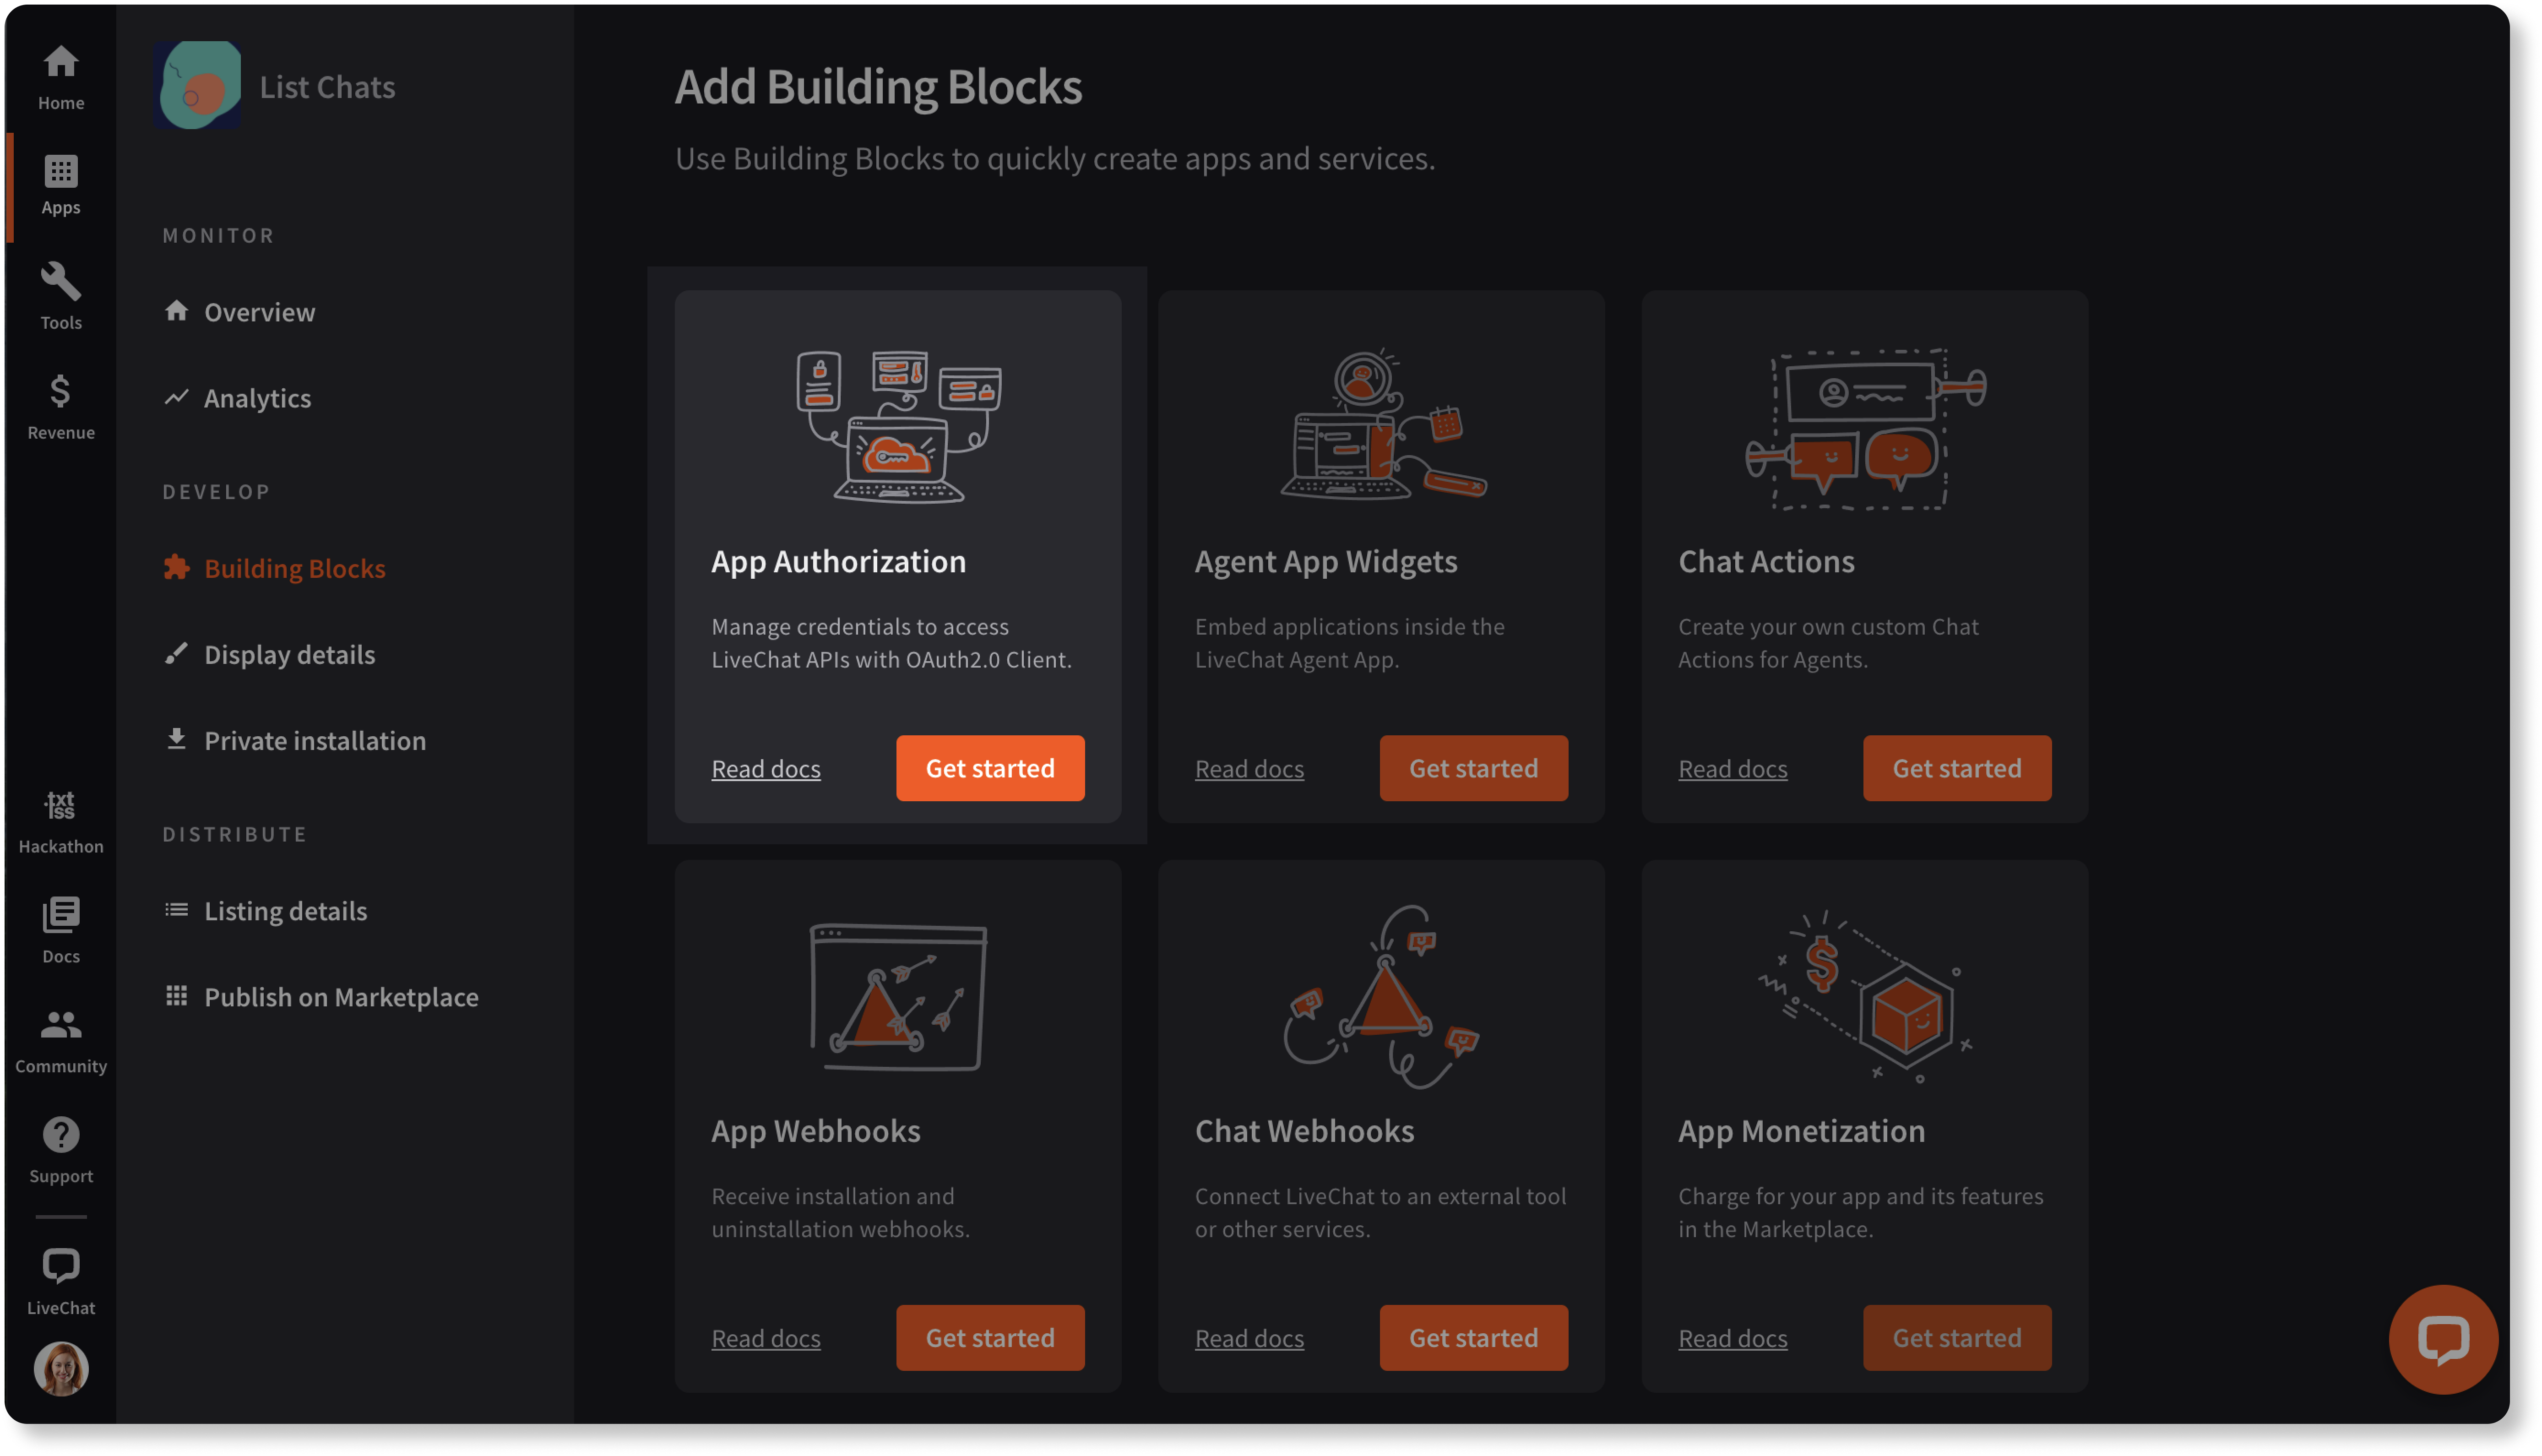 Home
Apps
Tools
Revenue
.txt
tss
Hackathon
Docs
Community
Support
LiveChat
List Chats
MONITOR
Overview
Analytics
DEVELOP
Building Blocks
Display details
Private installation
DISTRIBUTE
Listing details
Publish on Marketplace
Add Building Blocks
Use Building Blocks to quickly create apps and services.
App Authorization
Manage credentials to access
LiveChat APIs with OAuth2.0 Client.
Read docs
Get started
Agent App Widgets
Embed applications inside the
LiveChat Agent App.
Read docs
Get started
Chat Actions
Create your own custom Chat
Actions for Agents.
Read docs
Get started
App Webhooks
Receive installation and
uninstallation webhooks.
Read docs
Get started
Chat Webhooks
Connect LiveChat to an external tool
or other services.
Read docs
Get started
$
App Monetization
Charge for your app and its features
in the Marketplace.
Read docs
Get started